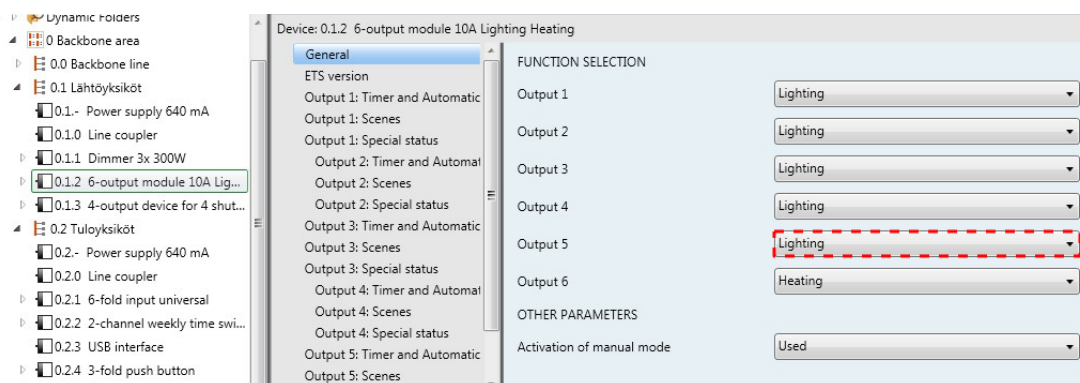 Dynamic Folders
0 Backbone area
0.0 Backbone line
0.1 Lähtöyksiköt
0.1.- Power supply 640 mA
0.1.0 Line coupler
0.1.1 Dimmer 3x 300W
0.1.2 6-output module 10A Lig...
0.1.3 4-output device for 4 shut...
0.2 Tuloyksiköt
0.2.- Power supply 640 mA
0.2.0 Line coupler
0.2.1 6-fold input universal
0.2.2 2-channel weekly time swi...
0.2.3 USB interface
0.2.4 3-fold push button
Device: 0.1.2 6-output module 10A Lighting Heating
General
ETS version
Output 1: Timer and Automatic
Output 1: Scenes
Output 1: Special status
Output 2: Timer and Automat
Output 2: Scenes
Output 2: Special status
Output 3: Timer and Automatic
Output 3: Scenes
Output 3: Special status
Output 4: Timer and Automat
Output 4: Scenes
Output 4: Special status
Output 5: Timer and Automatic
Output 5: Scenes
FUNCTION SELECTION
Output 1 Lighting
Output 2 Lighting
Output 3 Lighting
Output 4 Lighting
Output 5 Lighting
Output 6 Heating
OTHER PARAMETERS
Activation of manual mode Used